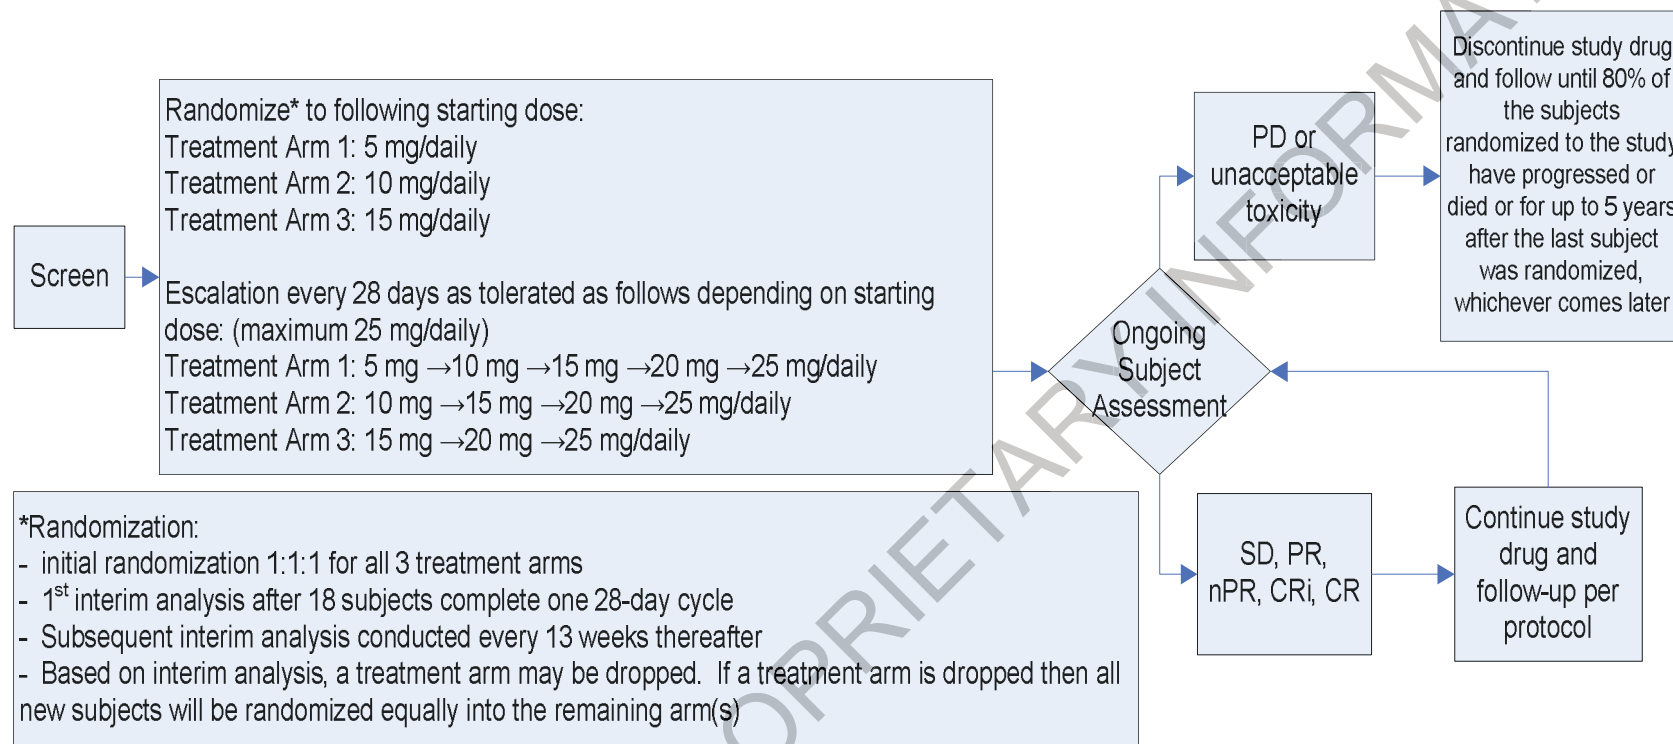 Screen
Randomize* to following starting dose:
Treatment Arm 1: 5 mg/daily
Treatment Arm 2: 10 mg/daily
Treatment Arm 3: 15 mg/daily
Escalation every 28 days as tolerated as follows depending on starting
dose: (maximum 25 mg/daily)
Treatment Arm 1: 5 mg →10 mg →15 mg →20 mg →25 mg/daily
Treatment Arm 2: 10 mg →15 mg →20 mg →25 mg/daily
Treatment Arm 3: 15 mg →20 mg →25 mg/daily
Ongoing
Subject
Assessment
PD or
unacceptable
toxicity
Discontinue study drug
and follow until 80% of
the subjects
randomized to the study
have progressed or
died or for up to 5 years
after the last subject
was randomized,
whichever comes later
SD, PR,
nPR, CRi, CR
Continue study
drug and
follow-up per
protocol
*Randomization:
- initial randomization 1:1:1 for all 3 treatment arms
- 1st interim analysis after 18 subjects complete one 28-day cycle
- Subsequent interim analysis conducted every 13 weeks thereafter
- Based on interim analysis, a treatment arm may be dropped. If a treatment arm is dropped then all
new subjects will be randomized equally into the remaining arm(s)
OPRIETARY INFORMA